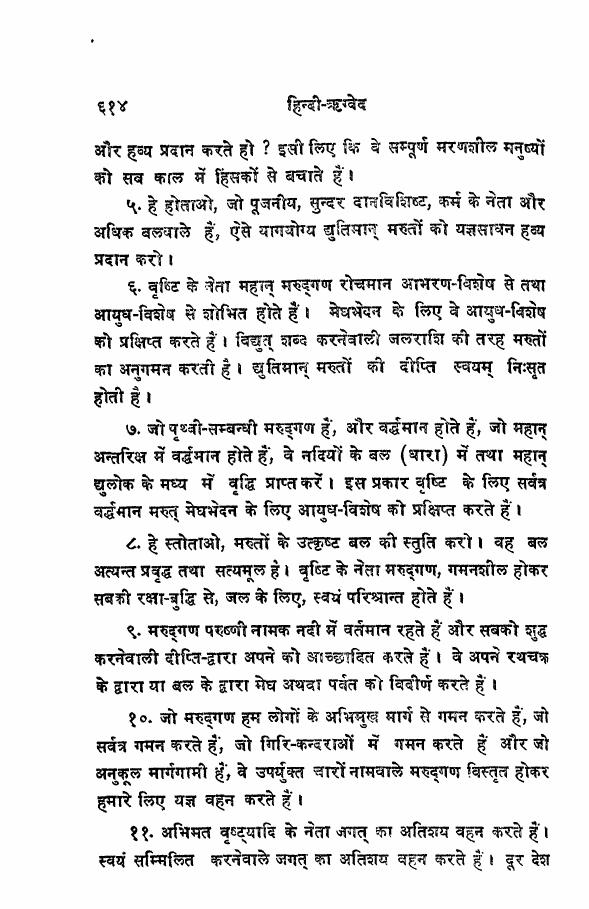 ६१४ हिन्दी-ऋग्वेद
और हव्य प्रदान करते हो ? इसी लिए कि वे सम्पूर्ण मरणशील मनुष्यों
को सब काल में हिंसकों से बचाते हैं ।
५. हे होताओ, जो पूजनीय, सुन्दर दानविशिष्ट, कर्म के नेता और
अधिक बलवाले हैं, ऐसे यागयोग्य द्युतिमान् मरुतों को यज्ञसाधन हव्य
प्रदान करो ।
६. वृष्टि के नेता महान् मरुद्गण रोचमान आभरण-विशेष से तथा
आयुध-विशेष से शोभित होते हैं । मेघभेदन के लिए वे आयुध-विशेष
को प्रक्षिप्त करते हैं । विद्युत् शब्द करनेवाली जलराशि की तरह मरुतों
का अनुगमन करती है । द्युतिमान् मरुतों की दीप्ति स्वयम् निःसृत
होती है ।
७. जो पृथ्वी-सम्बन्धी मरुद्गण हैं, और वर्द्धमान होते हैं, जो महान्
अन्तरिक्ष में वर्द्धमान होते हैं, वे नदियों के बल (धारा) में तथा महान्
द्युलोक के मध्य में वृद्धि प्राप्त करें । इस प्रकार वृष्टि के लिए सर्वत्र
वर्द्धमान मरुत् मेघभेदन के लिए आयुध-विशेष को प्रक्षिप्त करते हैं ।
८. हे स्तोताओ, मरुतों के उत्कृष्ट बल की स्तुति करो । वह बल
अत्यन्त प्रवृद्ध तथा सत्यमूल है । वृष्टि के नेता मरुद्गण, गमनशील होकर
सबकी रक्षा-बुद्धि से, जल के लिए, स्वयं परिश्रान्त होते हैं ।
९. मरुद्गण परुष्णी नामक नदी में वर्तमान रहते हैं और सबको शुद्ध
करनेवाली दीप्ति-द्वारा अपने को आच्छादित करते हैं । वे अपने रथचक्र
के द्वारा या बल के द्वारा मेघ अथवा पर्वत को विदीर्ण करते हैं ।
१०. जो मरुद्गण हम लोगों के अभिमुख मार्ग से गमन करते हैं, जो
सर्वत्र गमन करते हैं, जो गिरि-कन्दराओं में गमन करते हैं और जो
अनुकूल मार्गगामी हैं, वे उपर्युक्त चारों नामवाले मरुद्गण विस्तृत होकर
हमारे लिए यज्ञ वहन करते हैं ।
११. अभिमत वृष्ट्यादि के नेता जगत् का अतिशय वहन करते हैं ।
स्वयं सम्मिलित करनेवाले जगत् का अतिशय वहन करते हैं । दूर देश